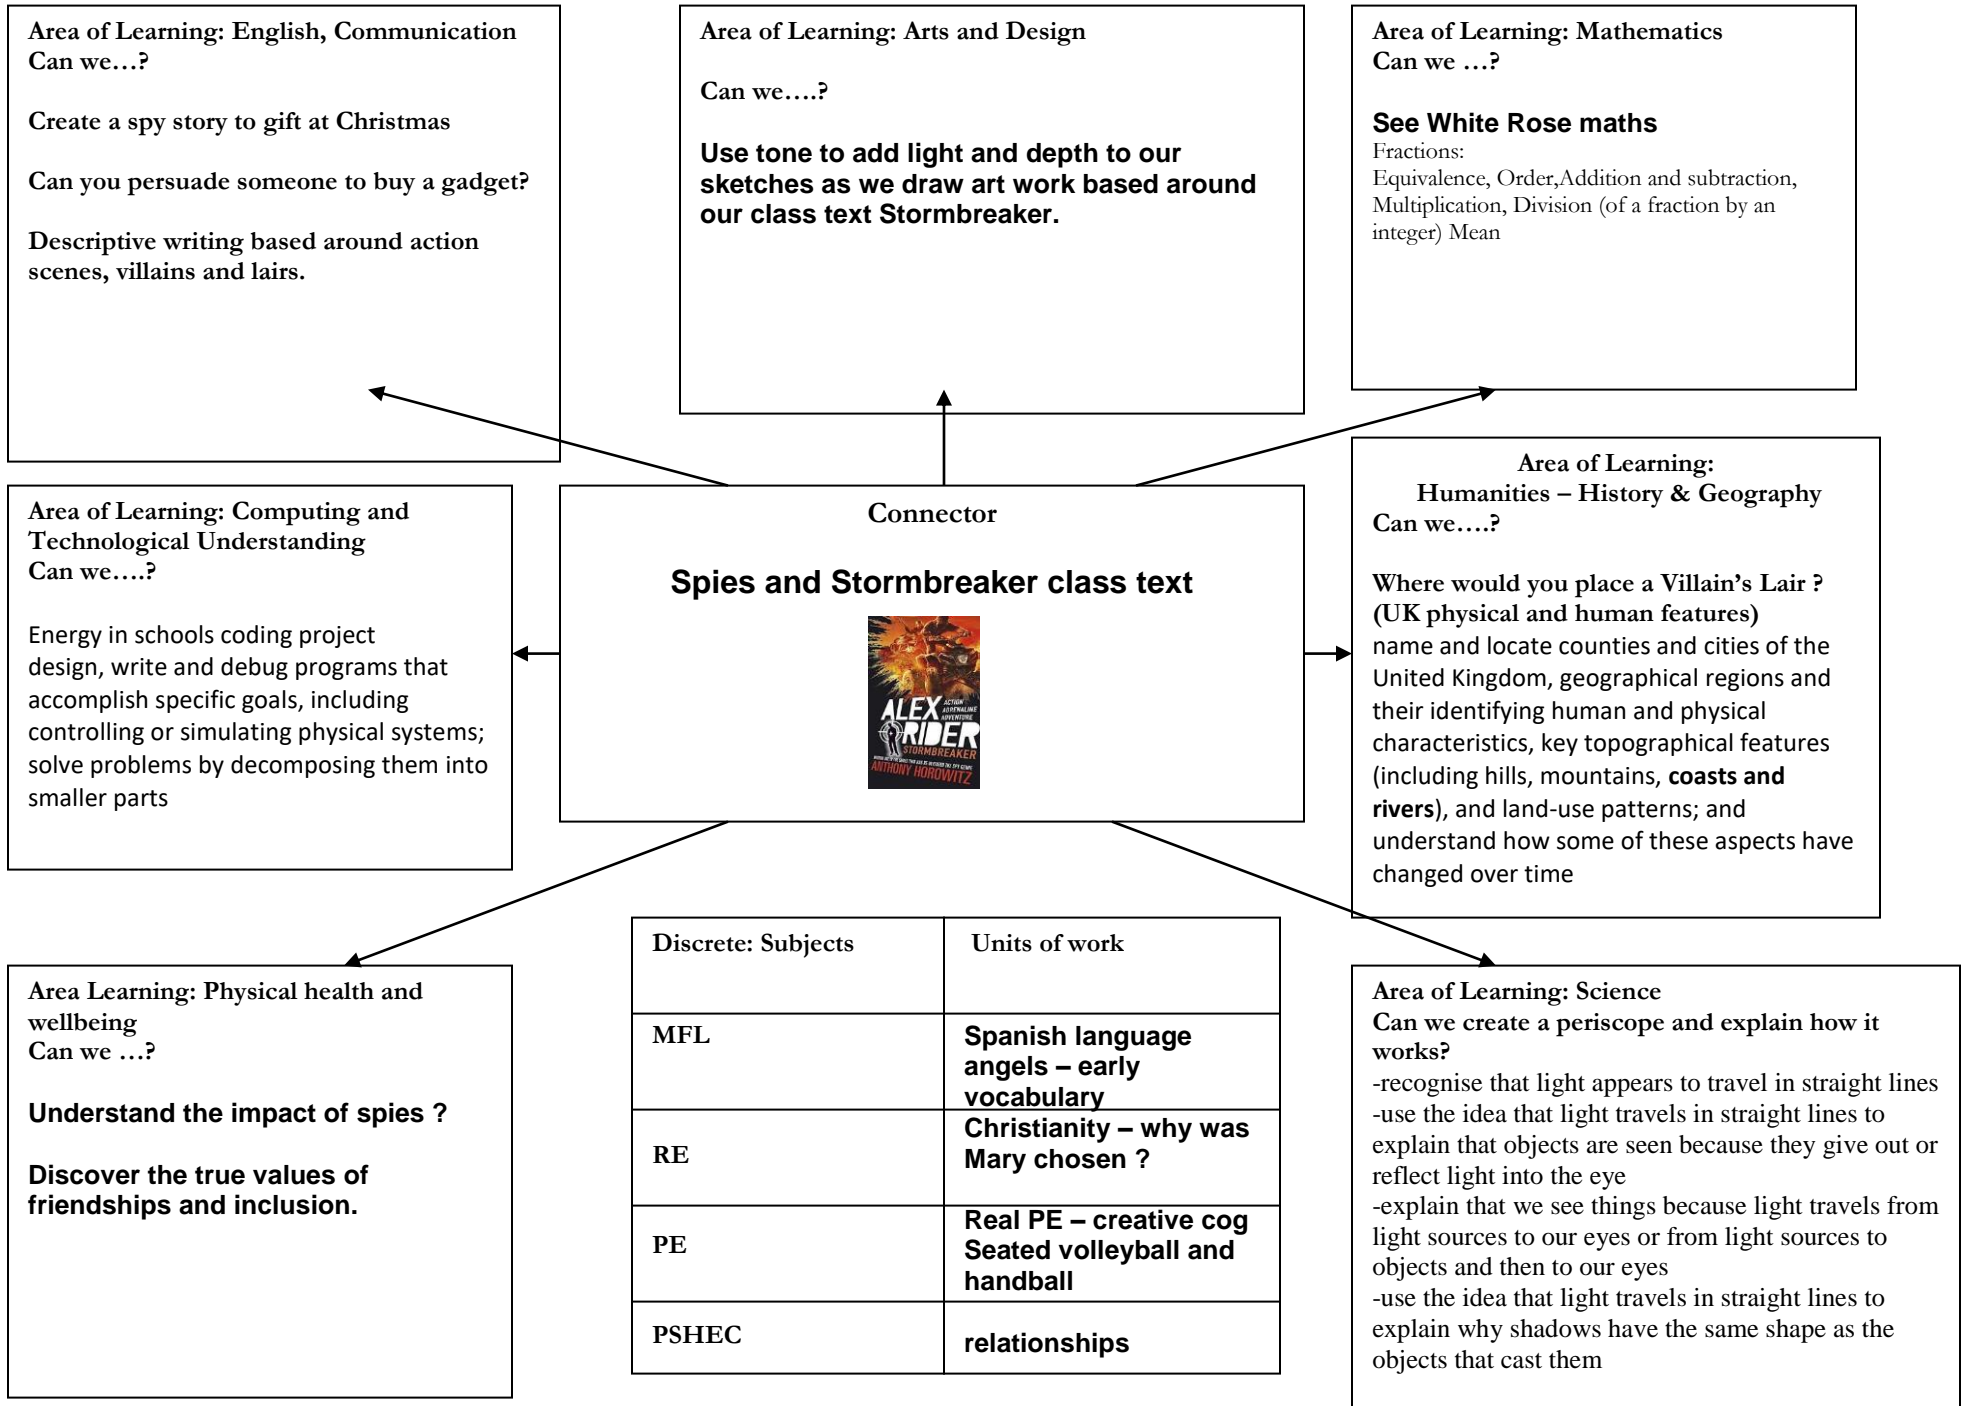 Area of Learning: English, Communication
Can we…?
Create a spy story to gift at Christmas
Can you persuade someone to buy a gadget?
Descriptive writing based around action
scenes, villains and lairs.
Area of Learning: Arts and Design
Can we….?
Use tone to add light and depth to our
sketches as we draw art work based around
our class text Stormbreaker.
Area of Learning: Mathematics
Can we …?
See White Rose maths
Fractions:
Equivalence, Order,Addition and subtraction,
Multiplication, Division (of a fraction by an
integer) Mean
Area of Learning: Computing and
Technological Understanding
Can we….?
Energy in schools coding project
design, write and debug programs that
accomplish specific goals, including
controlling or simulating physical systems;
solve problems by decomposing them into
smaller parts
Connector
Spies and Stormbreaker class text
ALEX
ACTION
ADRENALINE
ADVENTURE
RIDER
STORMBREAKER
ANTHONY HOROWITZ
Area of Learning:
Humanities – History & Geography
Can we….?
Where would you place a Villain’s Lair ?
(UK physical and human features)
name and locate counties and cities of the
United Kingdom, geographical regions and
their identifying human and physical
characteristics, key topographical features
(including hills, mountains, coasts and
rivers), and land-use patterns; and
understand how some of these aspects have
changed over time
Area Learning: Physical health and
wellbeing
Can we …?
Understand the impact of spies ?
Discover the true values of
friendships and inclusion.
Discrete: Subjects
Units of work
MFL
Spanish language
angels – early
vocabulary
RE
Christianity – why was
Mary chosen ?
PE
Real PE – creative cog
Seated volleyball and
handball
PSHEC
relationships
Area of Learning: Science
Can we create a periscope and explain how it
works?
-recognise that light appears to travel in straight lines
-use the idea that light travels in straight lines to
explain that objects are seen because they give out or
reflect light into the eye
-explain that we see things because light travels from
light sources to our eyes or from light sources to
objects and then to our eyes
-use the idea that light travels in straight lines to
explain why shadows have the same shape as the
objects that cast them